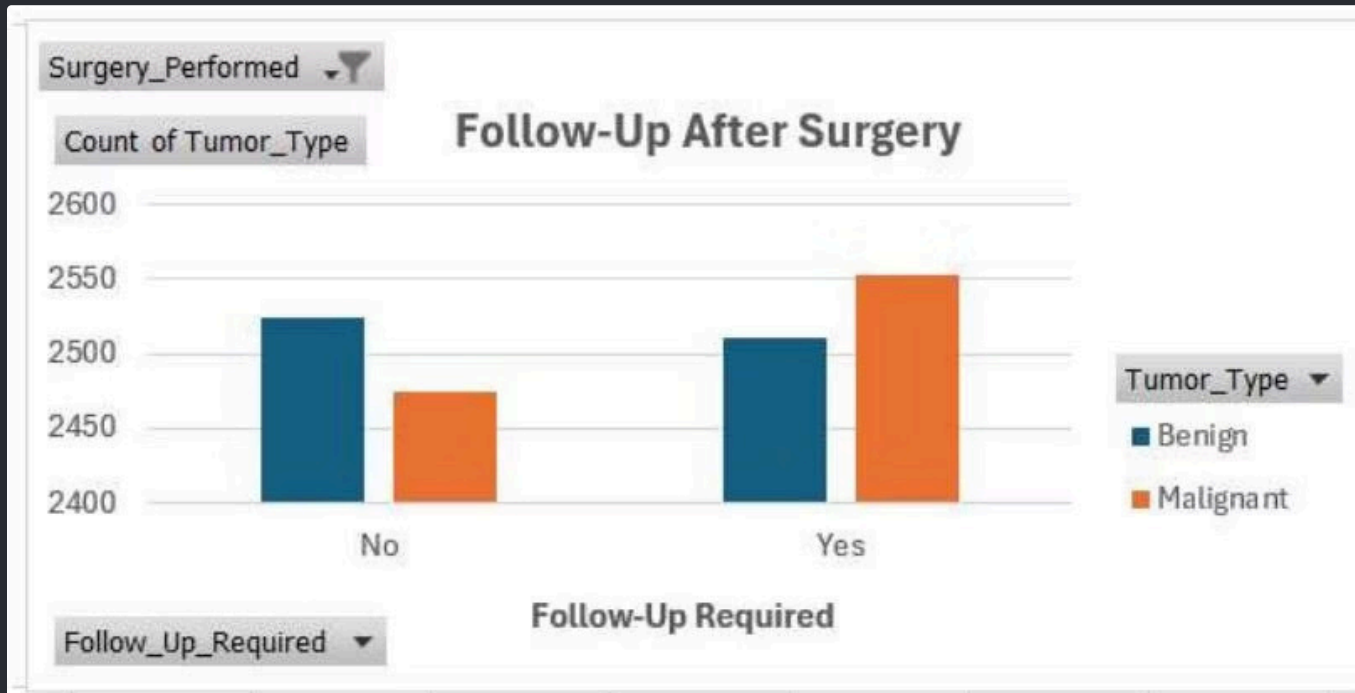 Surgery_Performed
Count of Tumor_Type
Follow-Up After Surgery
2600
2550
2500
2450
2400
No Yes
Tumor_Type
Benign
Malignant
Follow-Up Required
Follow_Up_Required